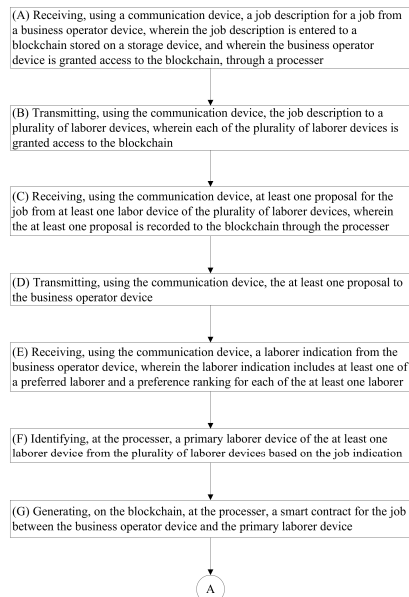 (A) Receiving, using a communication device, a job description for a job from
a business operator device, wherein the job description is entered to a
blockchain stored on a storage device, and wherein the business operator
device is granted access to the blockchain, through a processer
(B) Transmitting, using the communication device, the job description to a
plurality of laborer devices, wherein each of the plurality of laborer devices is
granted access to the blockchain
(C) Receiving, using the communication device, at least one proposal for the
job from at least one labor device of the plurality of laborer devices, wherein
the at least one proposal is recorded to the blockchain through the processer
(D) Transmitting, using the communication device, the at least one proposal to
the business operator device
(E) Receiving, using the communication device, a laborer indication from the
business operator device, wherein the laborer indication includes at least one of
a preferred laborer and a preference ranking for each of the at least one laborer
(F) Identifying, at the processer, a primary laborer device of the at least one
laborer device from the plurality of laborer devices based on the job indication
(G) Generating, on the blockchain, at the processer, a smart contract for the job
between the business operator device and the primary laborer device
A